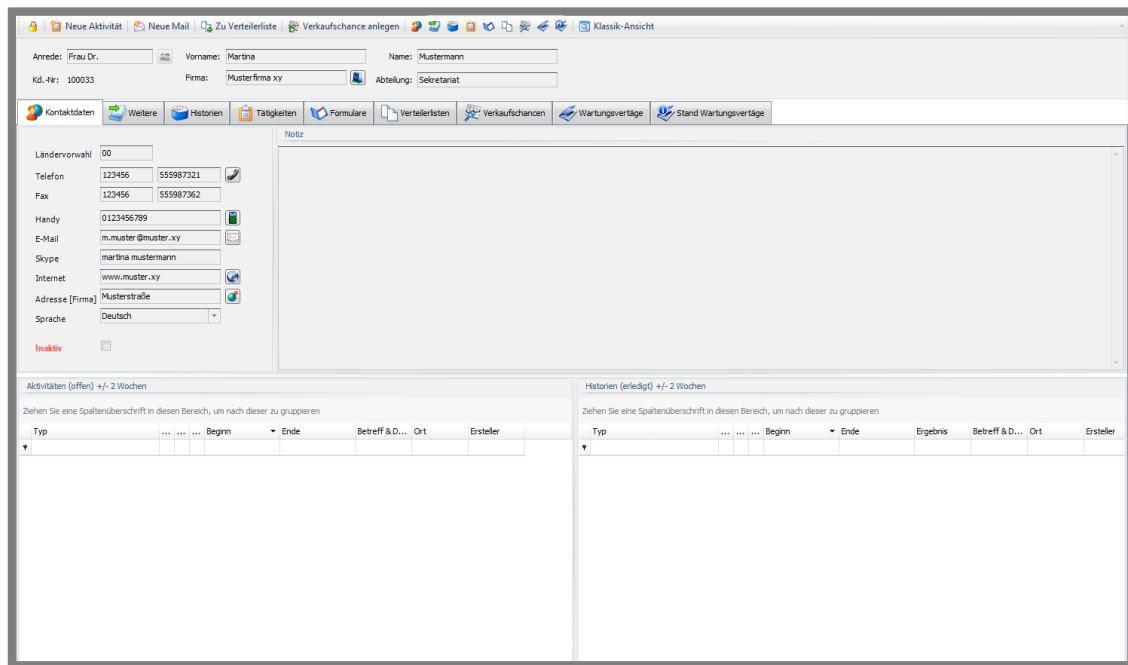 Neue Aktivität Neue Mail Zu Verteilerliste Verkaufschance anlegen Klassik-Ansicht
Anrede: Frau Dr. Vorname: Martina Name: Mustermann
Kd.-Nr: 100033 Firma: Musterfirma xy Abteilung: Sekretariat
Kontaktdaten Weitere Historien Tätigkeiten Formulare Verteilerlisten Verkaufschancen Wartungsvertäge Stand Wartungsvertäge
Notiz
Ländervorwahl 00
Telefon 123456 555987321
Fax 123456 555987362
Handy 0123456789
E-Mail m.muster@muster.xy
Skype martina mustermann
Internet www.muster.xy
Adresse [Firma] Musterstraße
Sprache Deutsch
Inaktiv
Aktivitäten (offen) +/- 2 Wochen Historien (erledigt) +/- 2 Wochen
Ziehen Sie eine Spaltenüberschrift in diesen Bereich, um nach dieser zu gruppieren Ziehen Sie eine Spaltenüberschrift in diesen Bereich, um nach dieser zu gruppieren
Typ ... ... ... Beginn Ende Betreff & D... Ort Ersteller Typ ... ... ... Beginn Ende Ergebnis Betreff & D... Ort Ersteller